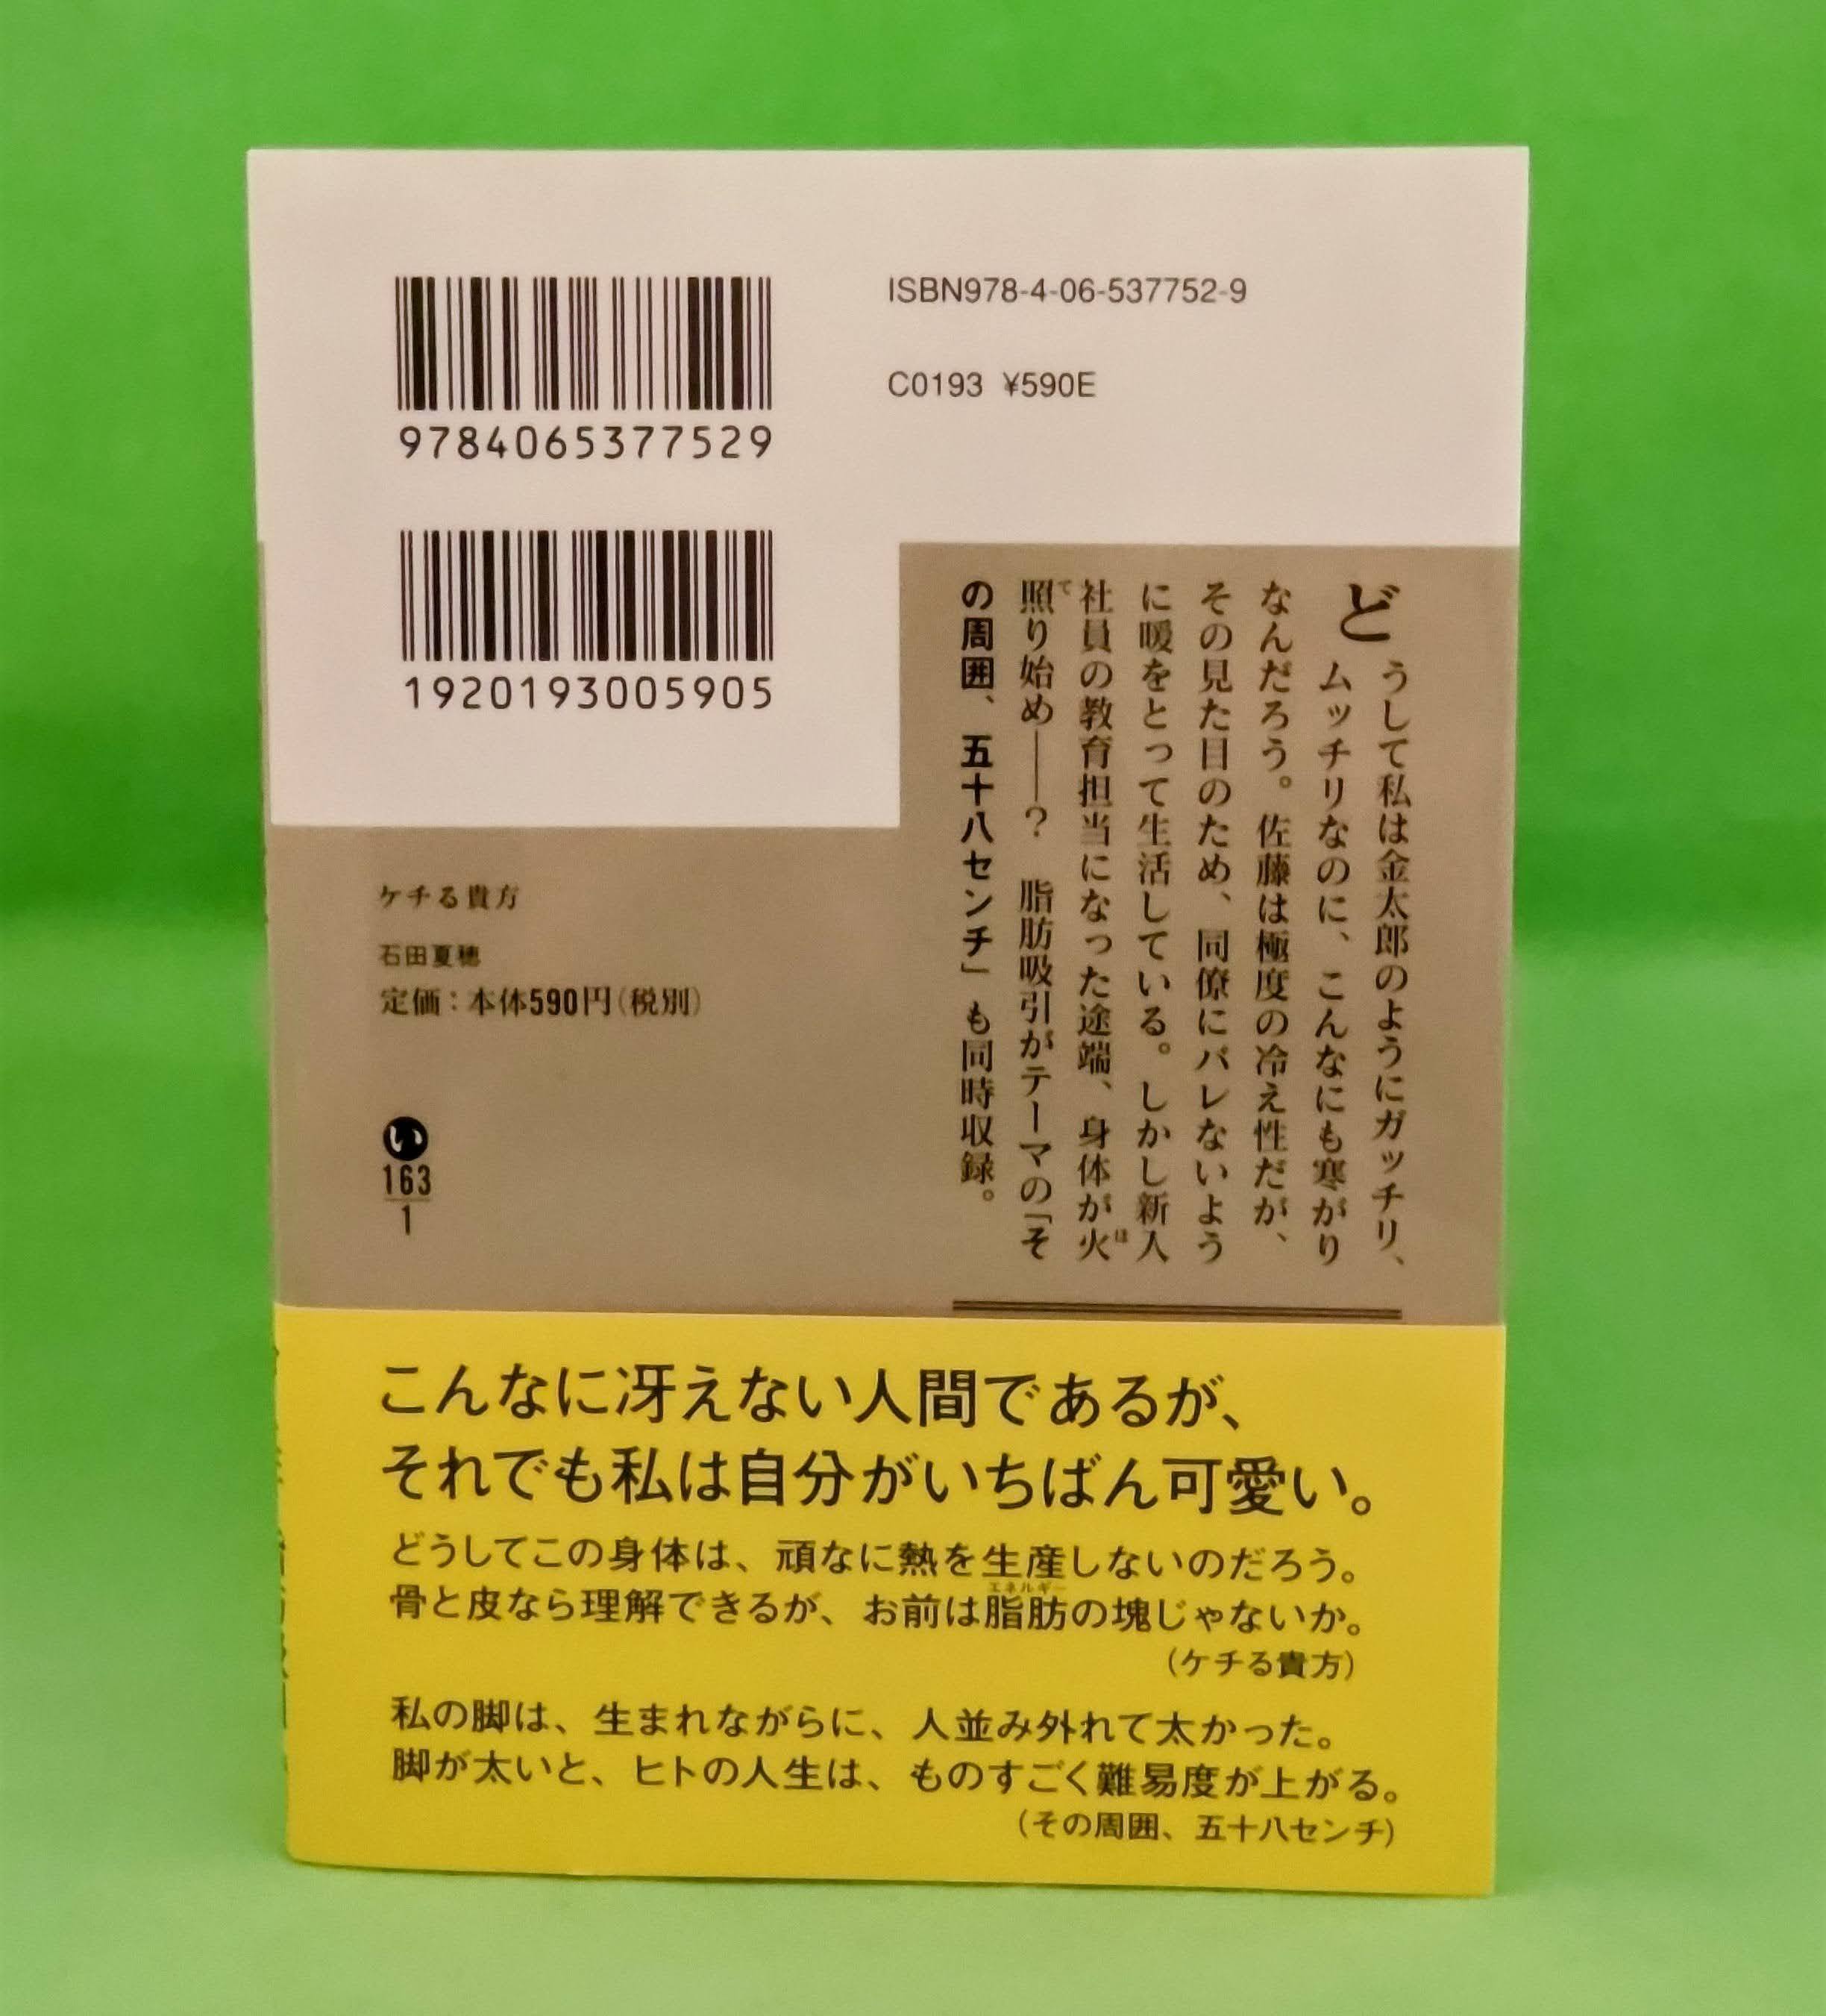 9784065377529
1920193005905
ISBN978-4-06-537752-9
C0193 ¥590E
どうして私は金太郎のようにガッチリ、
ムッチリなのに、こんなにも寒がり
なんだろう。佐藤は極度の冷え性だが、
その見た目のため、同僚にバレないよう
に暖をとって生活している。しかし新入
社員の教育担当になった途端、身体が火
照り始め——? 脂肪吸引がテーマの「そ
の周囲、五十八センチ」も同時収録。
ケチる貴方
石田夏穂
定価：本体590円（税別）
い
163
1
こんなに冴えない人間であるが、
それでも私は自分がいちばん可愛い。
どうしてこの身体は、頑なに熱を生産しないのだろう。
骨と皮なら理解できるが、お前は脂肪の塊じゃないか。
（ケチる貴方）
私の脚は、生まれながらに、人並み外れて太かった。
脚が太いと、ヒトの人生は、ものすごく難易度が上がる。
（その周囲、五十八センチ）